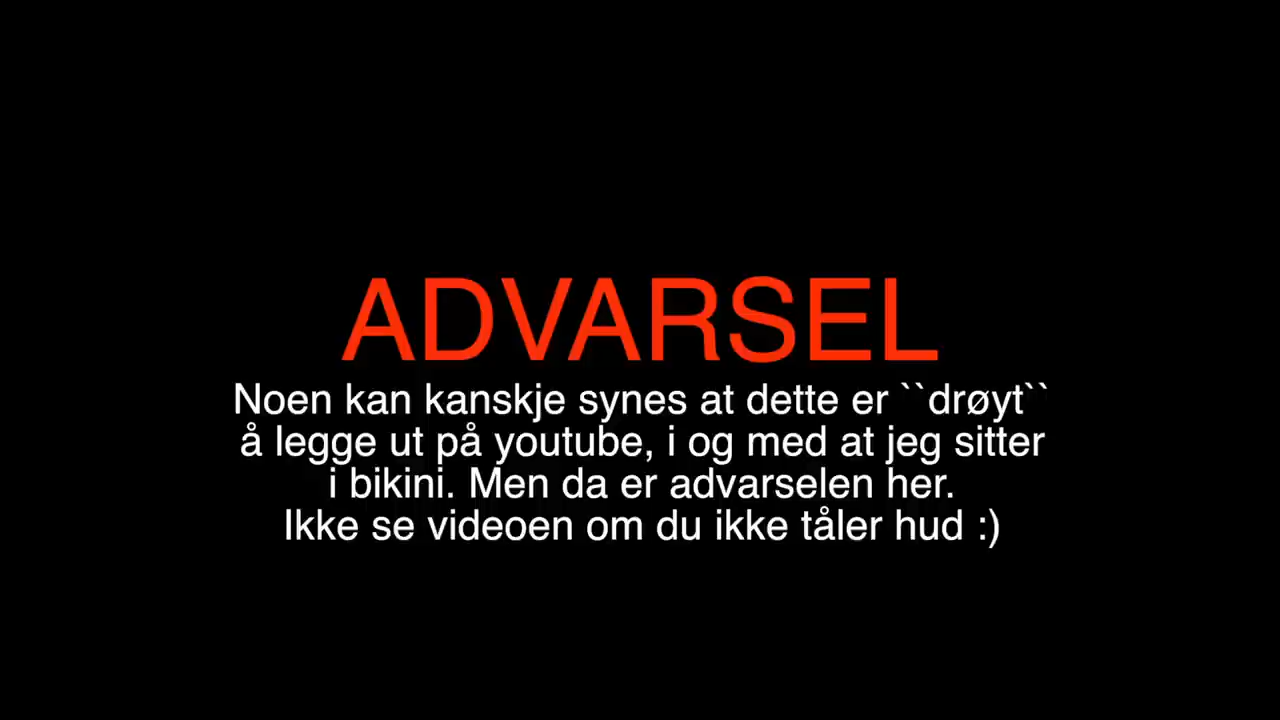 ADVARSEL
Noen kan kanskje synes at dette er ``drøyt``
å legge ut på youtube, i og med at jeg sitter
i bikini. Men da er advarselen her.
Ikke se videoen om du ikke tåler hud :)